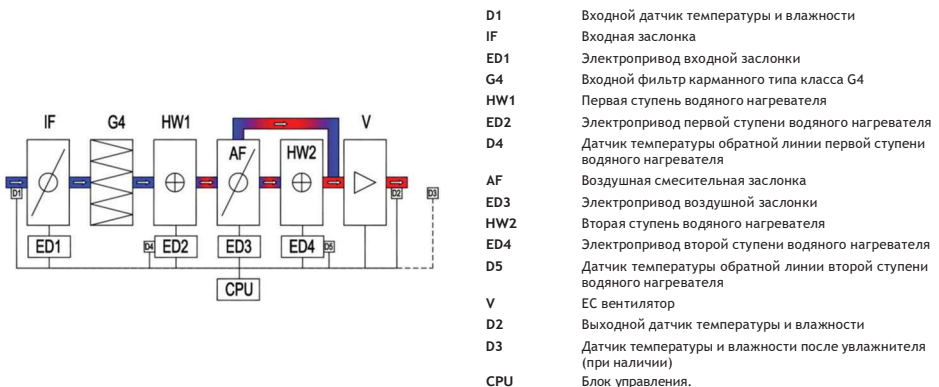 IF G4 HW1 V
AF HW2
D1 D2 D3
ED1 D4 ED2 ED3 ED4 D5
CPU
D1 Входной датчик температуры и влажности
IF Входная заслонка
ED1 Электропривод входной заслонки
G4 Входной фильтр карманного типа класса G4
HW1 Первая ступень водяного нагревателя
ED2 Электропривод первой ступени водяного нагревателя
D4 Датчик температуры обратной линии первой ступени
водяного нагревателя
AF Воздушная смесительная заслонка
ED3 Электропривод воздушной заслонки
HW2 Вторая ступень водяного нагревателя
ED4 Электропривод второй ступени водяного нагревателя
D5 Датчик температуры обратной линии второй ступени
водяного нагревателя
V ЕС вентилятор
D2 Выходной датчик температуры и влажности
D3 Датчик температуры и влажности после увлажнителя
(при наличии)
CPU Блок управления.